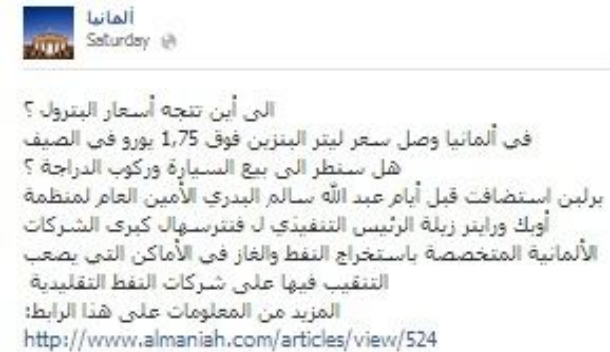 ألمانيا
Saturday
الى أين تتجه أسعار البترول ؟
في ألمانيا وصل سعر ليتر البنزين فوق 1,75 يورو في الصيف
هل سنطر الى بيع السيارة وركوب الدراجة ؟
برلين استضافت قبل أيام عبد الله سالم البدري الأمين العام لمنظمة
أوبك وراينر زيلة الرئيس التنفيذي ل فنترسهال كبرى الشركات
الألمانية المتخصصة باستخراج النفط والغاز في الأماكن التي يصعب
التنقيب فيها على شركات النفط التقليدية
المزيد من المعلومات على هذا الرابط:
http://www.almaniah.com/articles/view/524